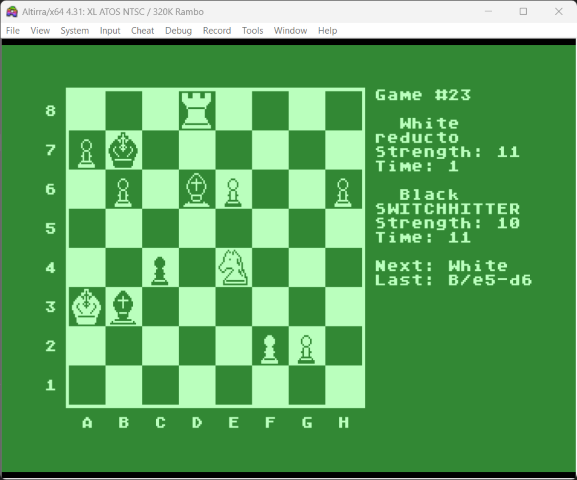 Altirra/x64 4.31: XL ATOS NTSC / 320K Rambo
File View System Input Cheat Debug Record Tools Window Help
Game #23
White
reducto
Strength: 11
Time: 1
Black
SWITCHHITTER
Strength: 10
Time: 11
Next: White
Last: B/e5-d6
8
7
6
5
4
3
2
1
A B C D E F G H